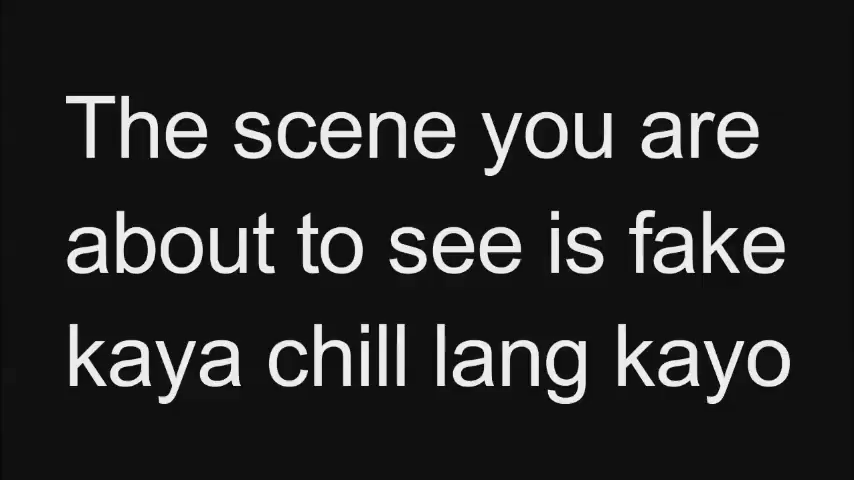 The scene you are
about to see is fake
kaya chill lang kayo